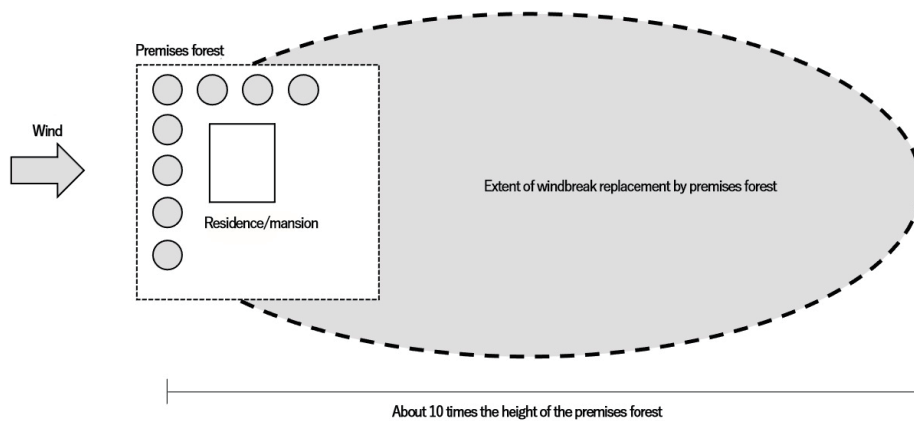 Premises forest
Wind
Extent of windbreak replacement by premises forest
Residence/mansion
About 10 times the height of the premises forest